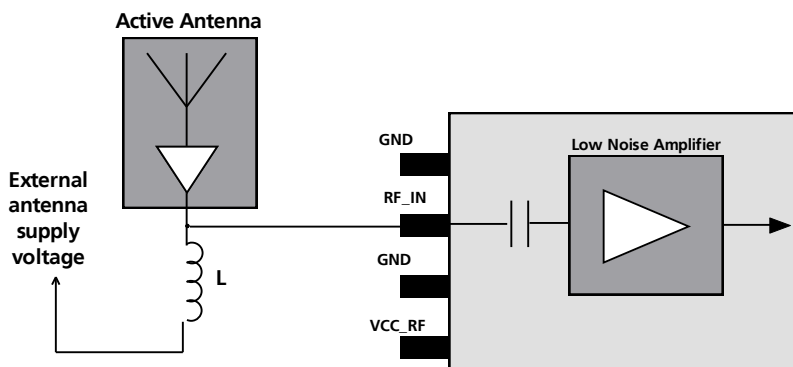 Active Antenna
External
antenna
supply
voltage
L
GND
RF_IN
GND
VCC_RF
Low Noise Amplifier